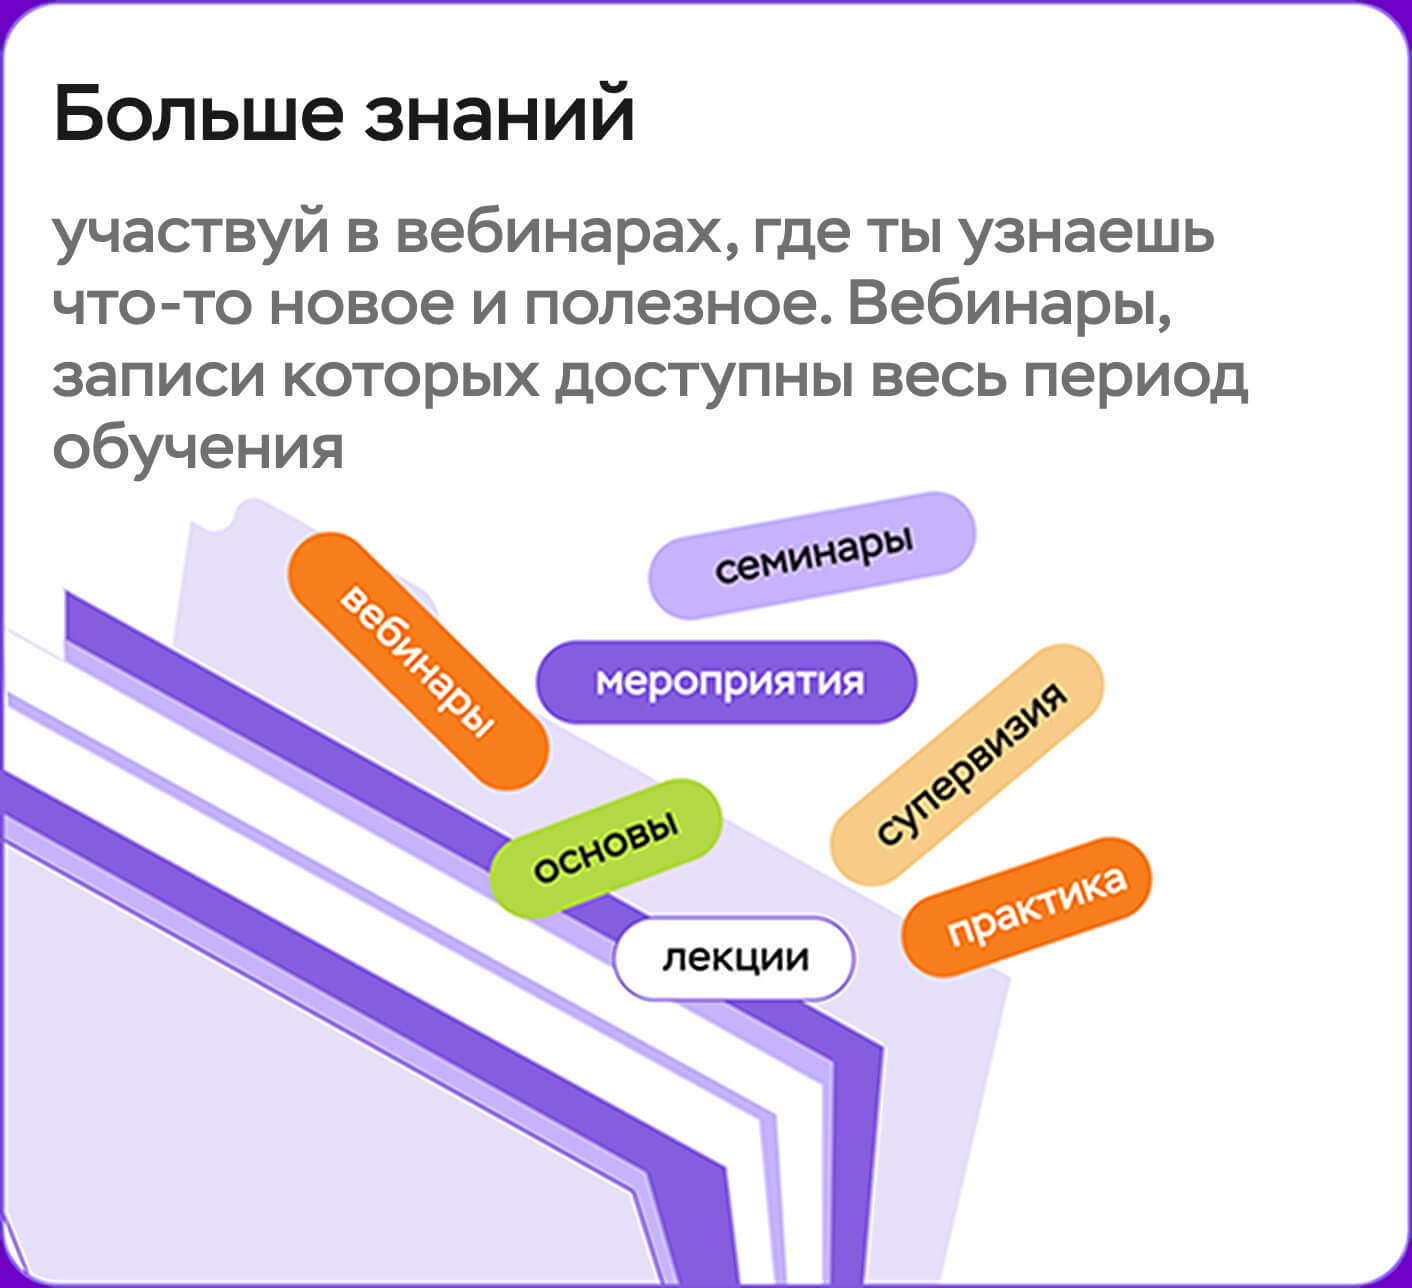 Больше знаний
участвуй в вебинарах, где ты узнаешь
что-то новое и полезное. Вебинары,
записи которых доступны весь период
обучения
семинары
вебинары
мероприятия
супервизия
основы
практика
лекции